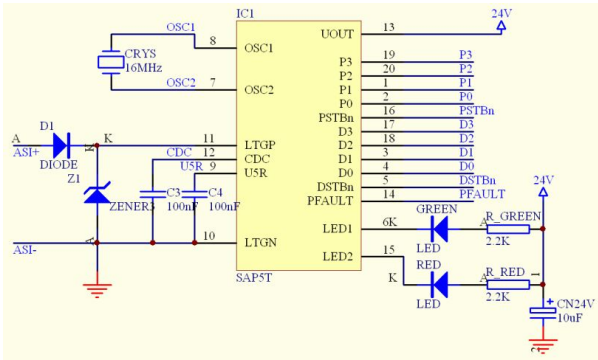 IC1
24V
OSC1
8
OSC1
UOUT
13
CRYS
16MHz
P3
19
P3
P2
20
P2
OSC2
7
OSC2
P1
1
P1
P0
2
P0
PSTBn
16
PSTBn
D3
17
D3
D1
D2
18
D2
A
K
K
11
LTGP
D1
3
D1
ASI+
DIODE
CDC
12
CDC
D0
4
D0
Z1
U5R
9
U5R
DSTBn
5
DSTBn
24V
PFAULT
14
PFAULT
C3
C4
ZENER3
100nF
100nF
GREEN
R_GREEN
LED1
6
K
A
ASI-
A
10
LTGN
LED
2.2K
LED2
15
RED
R_RED
K
A
1
SAP5T
LED
2.2K
+
CN24V
10uF
2